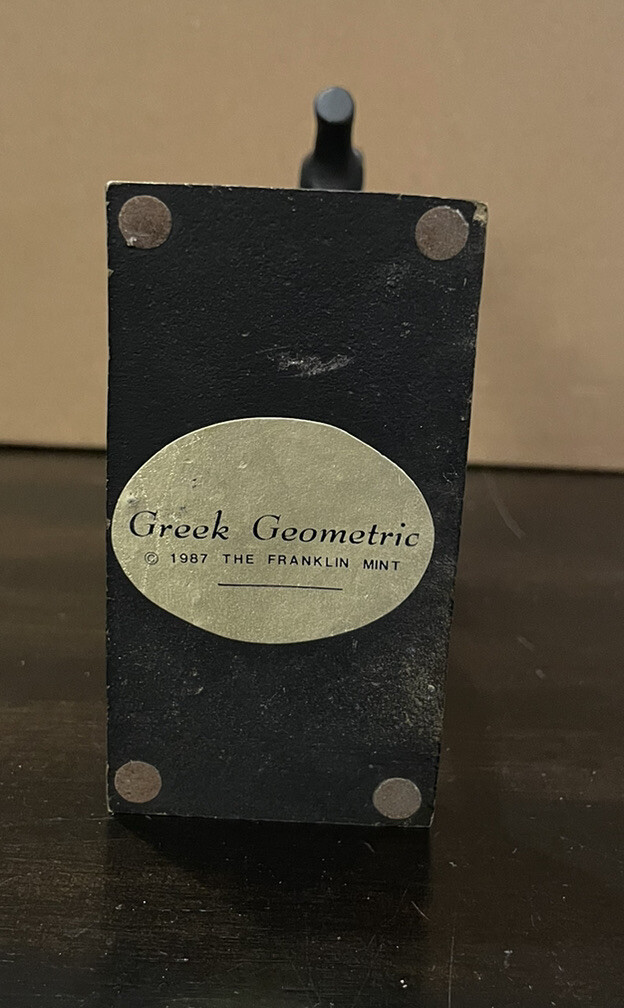 Greek Geometric
© 1987 THE FRANKLIN MINT